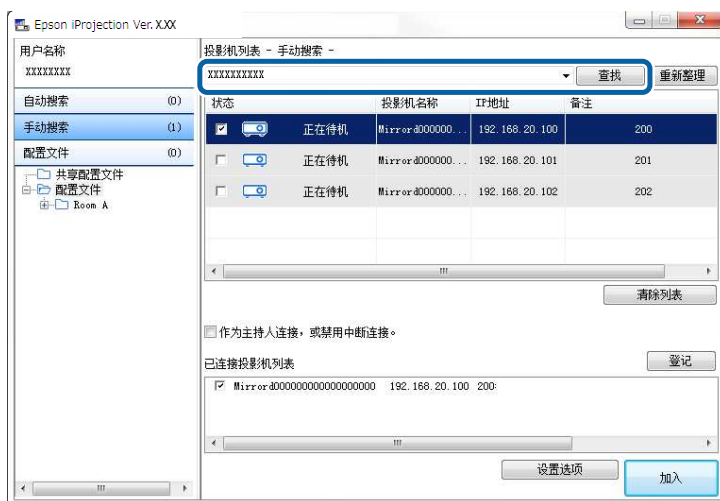 Epson iProjection Ver. X.XX
用户名称
XXXXXXXX
自动搜索 (0)
手动搜索 (1)
配置文件 (0)
共享配置文件
配置文件
Room A
投影机列表 - 手动搜索 -
XXXXXXXXXX 查找 重新整理
状态 投影机名称 IP地址 备注
正在待机 Mirrord000000... 192.168.20.100 200
正在待机 Mirrord000000... 192.168.20.101 201
正在待机 Mirrord000000... 192.168.20.102 202
清除列表
作为主持人连接，或禁用中断连接。
已连接投影机列表 登记
Mirrord000000000000000000 192.168.20.100 200:
设置选项 加入